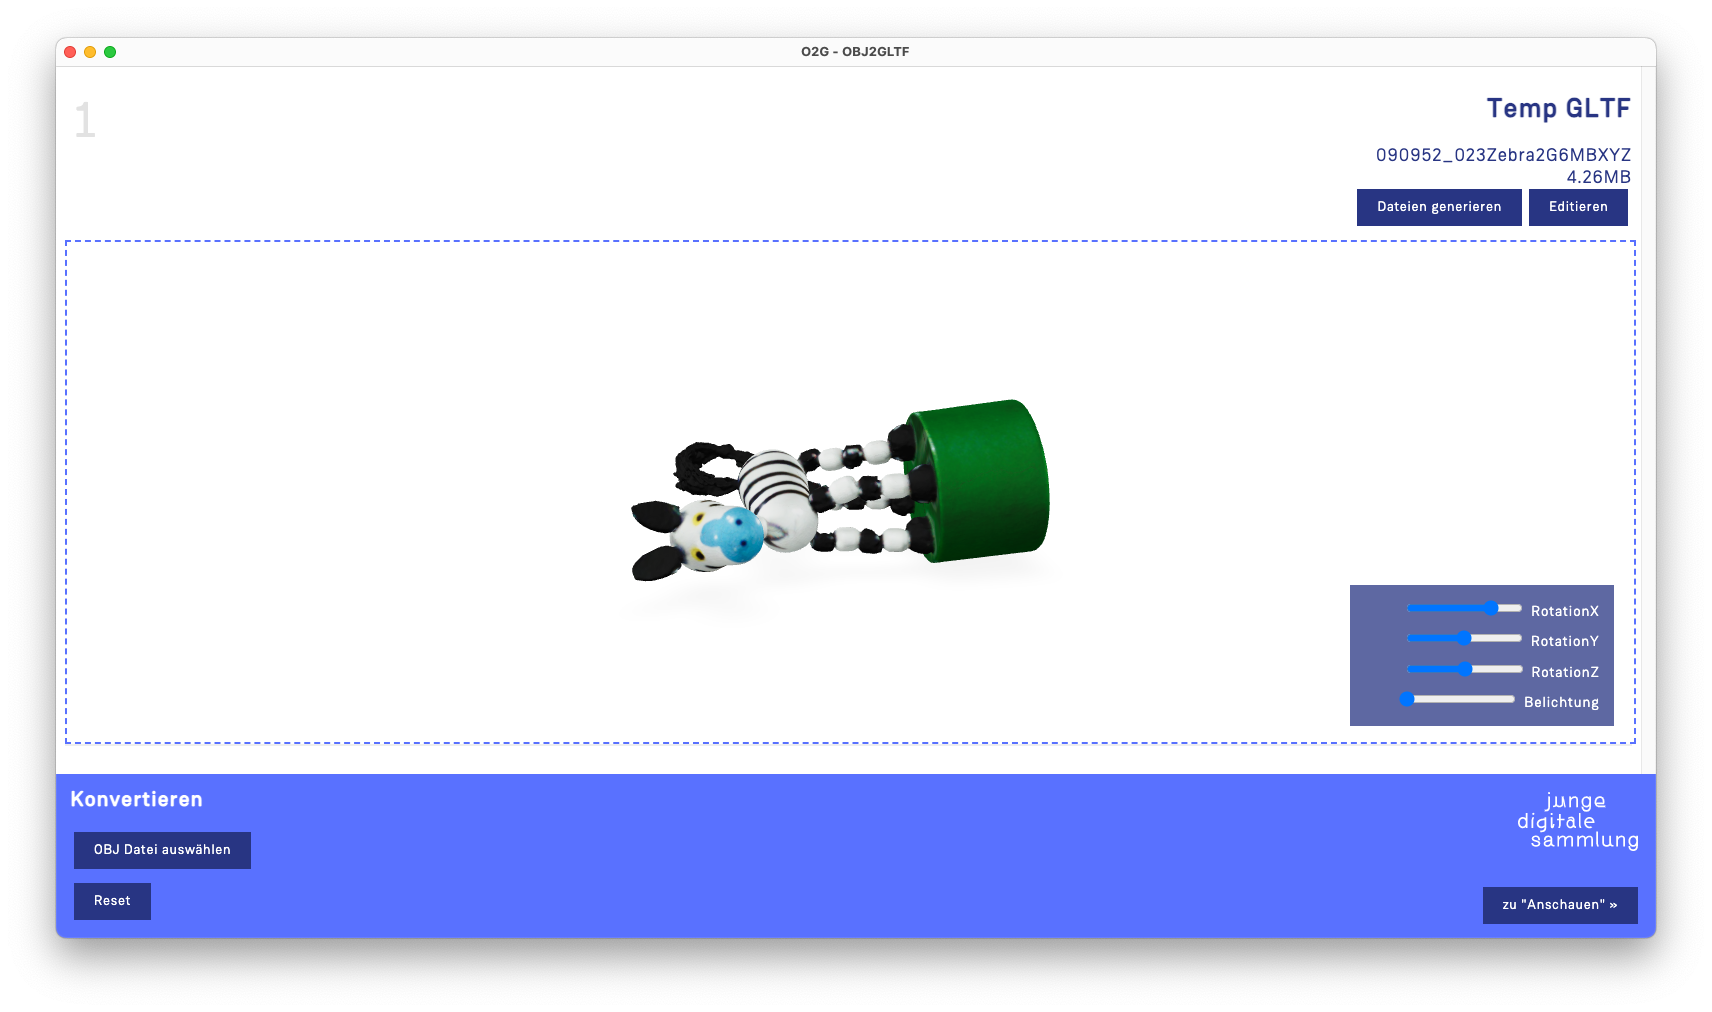 O2G - OBJ2GLTF
1
Temp GLTF
090952_023Zebra2G6MBXYZ
4.26MB
Dateien generieren
Editieren
RotationX
RotationY
RotationZ
Belichtung
Konvertieren
OBJ Datei auswählen
Reset
junge
digitale
sammlung
zu "Anschauen" »